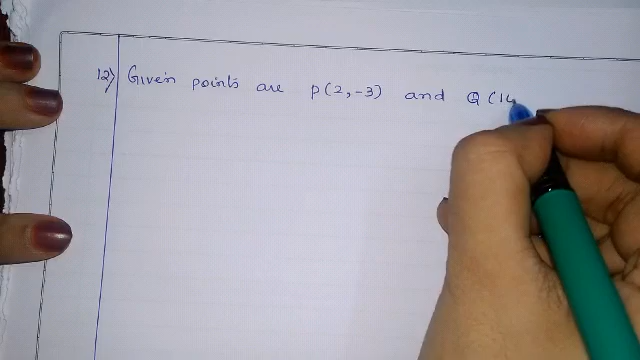 12) Given points are P(2,-3) and Q(14